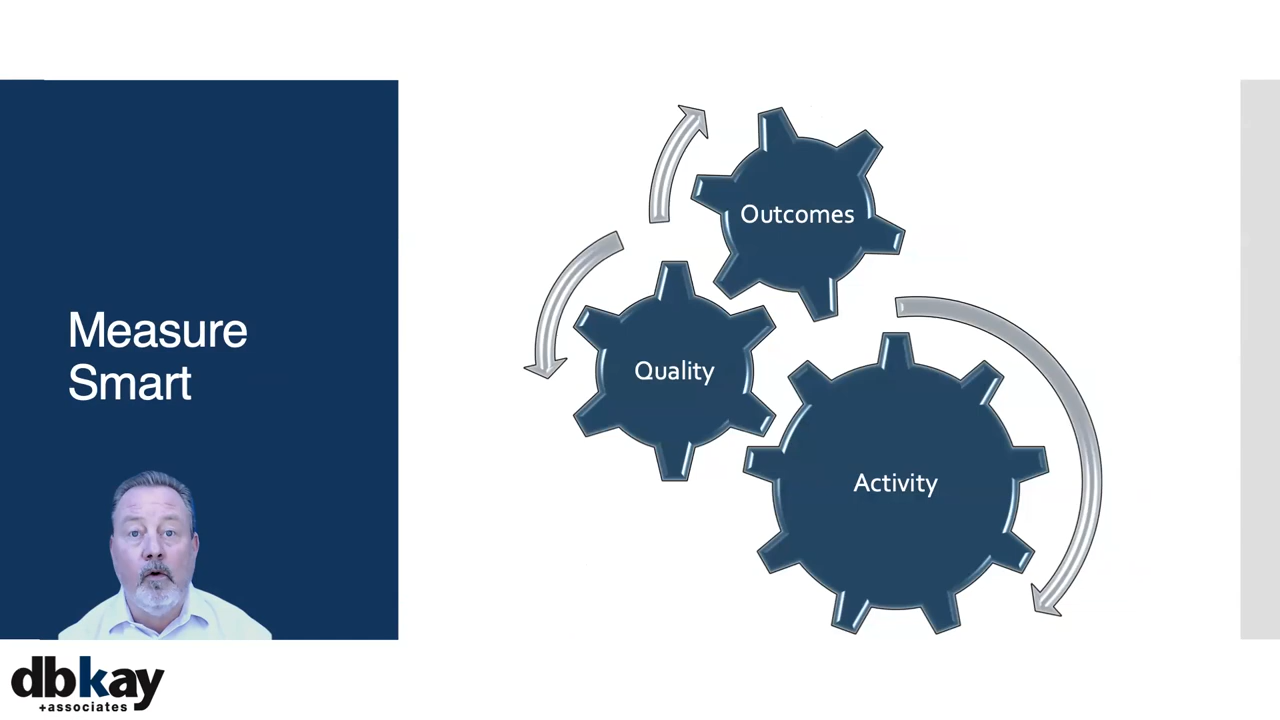 Measure
Smart
Outcomes
Quality
Activity
dbkay
+associates